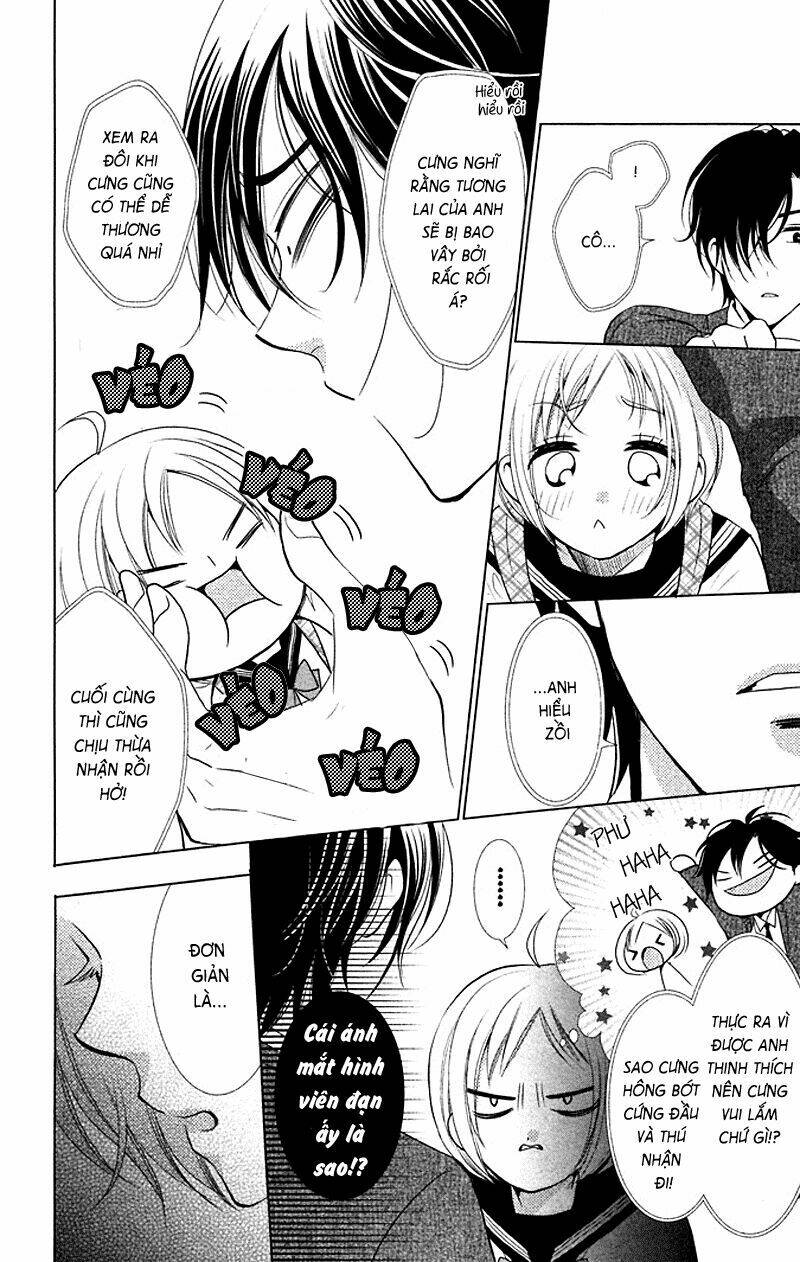 !
CÔ...
...ANH
HIỂU
ZỒI
Hiểu rồi
hiểu rồi
CƯNG NGHĨ
RẰNG TƯƠNG
LAI CỦA ANH
SẼ BỊ BAO
VÂY BỞI
RẮC RỐI
Á?
XEM RA
ĐÔI KHI
CƯNG CŨNG
CÓ THỂ DỄ
THƯƠNG
QUÁ NHỈ
VÉO
VÉO
VÉO
VÉO
VÉO
CUỐI CÙNG
THÌ CŨNG
CHỊU THỪA
NHẬN RỒI
HỞ!
PHƯ
HAHA
HAHA
THỰC RA VÌ
ĐƯỢC ANH
THINH THÍCH
NÊN CƯNG
VUI LẮM
CHỨ GÌ!?
SAO CƯNG
HÔNG BỚT
CỨNG ĐẦU
VÀ THÚ
NHẬN
ĐI!
......
Cái ánh
mắt hình
viên đạn
ấy là
sao!?
ĐƠN
GIẢN
LÀ...